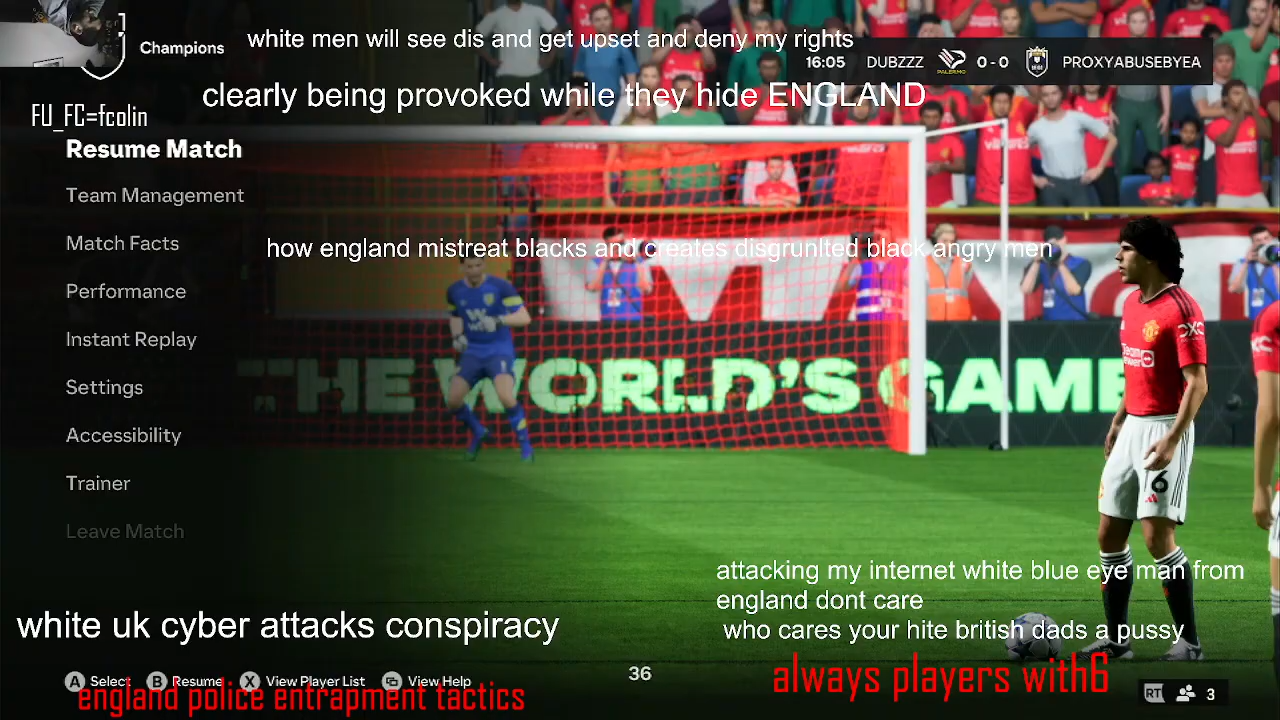 Champions
white men will see dis and get upset and deny my rights
16:05 DUBZZZ PALERMO 0-0 PROXYABUSEBYEA
clearly being provoked while they hide ENGLAND
FU_FC=fcolin
Resume Match
Team Management
how england mistreat blacks and creates disgrunlted black angry men
Match Facts
Performance
Instant Replay
THE WORLD'S GAME
Settings
Accessibility
Trainer
6
Leave Match
attacking my internet white blue eye man from
england dont care
white uk cyber attacks conspiracy
who cares your hite british dads a pussy
A Select B Resume X View Player List View Help
36
always players with6
england police entrapment tactics
RT 3